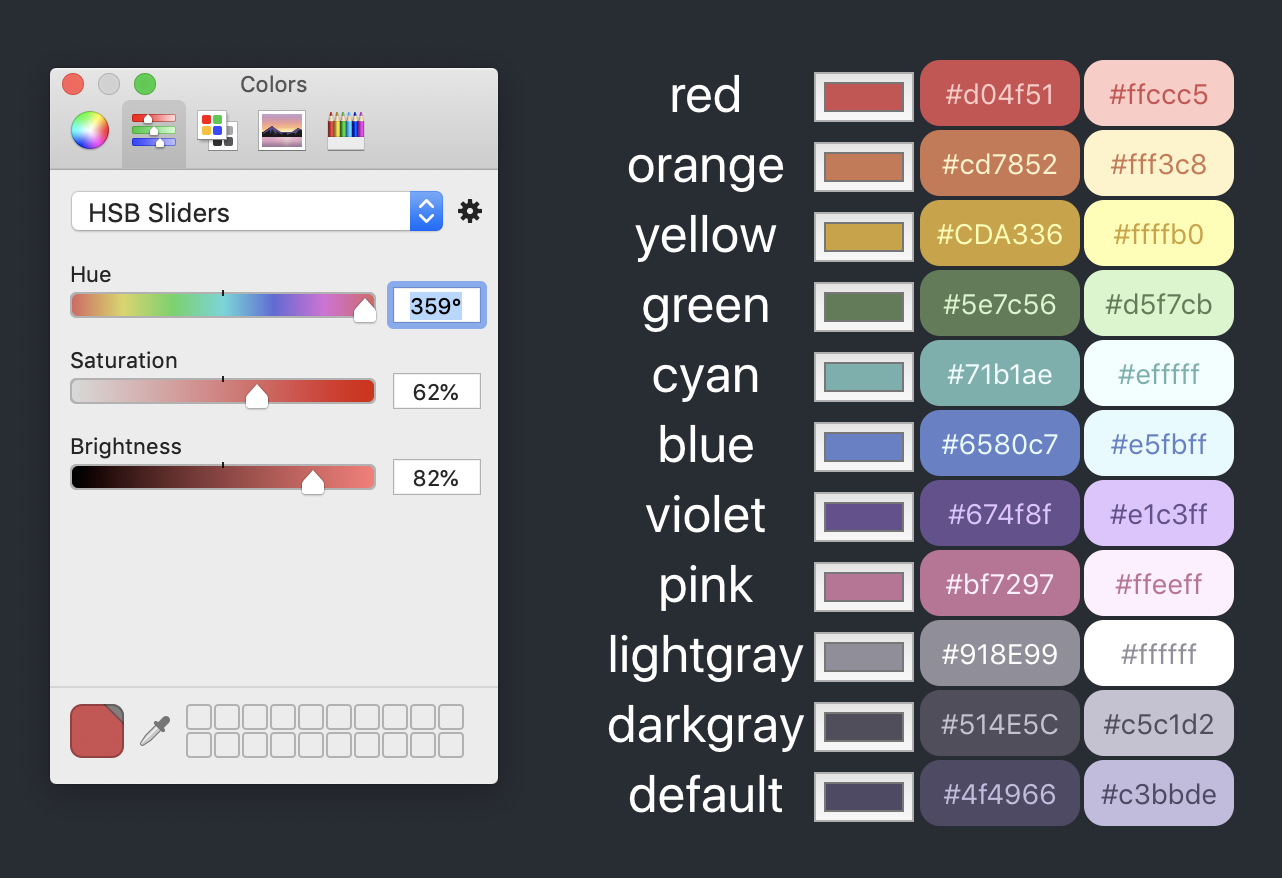 Colors
HSB Sliders
Hue
359°
Saturation
62%
Brightness
82%
red #d04f51 #ffccc5
orange #cd7852 #fff3c8
yellow #CDA336 #ffffb0
green #5e7c56 #d5f7cb
cyan #71b1ae #efffff
blue #6580c7 #e5fbff
violet #674f8f #e1c3ff
pink #bf7297 #ffeeff
lightgray #918E99 #ffffff
darkgray #514E5C #c5c1d2
default #4f4966 #c3bbde